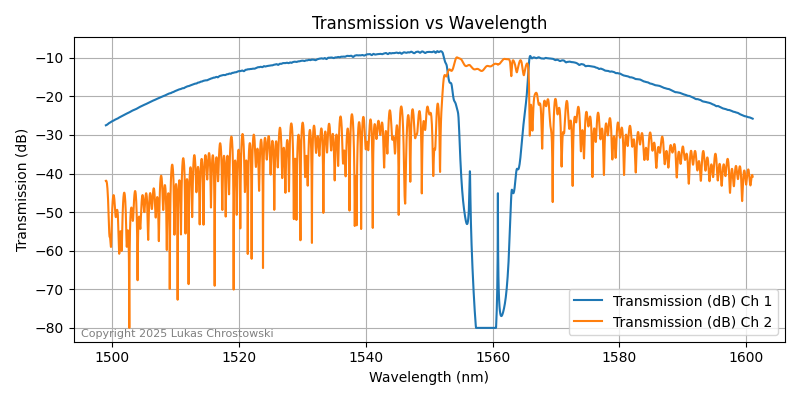 Transmission vs Wavelength
Transmission (dB)
−10
−20
−30
−40
−50
−60
−70
−80
Copyright 2025 Lukas Chrostowski
Transmission (dB) Ch 1
Transmission (dB) Ch 2
1500 1520 1540 1560 1580 1600
Wavelength (nm)